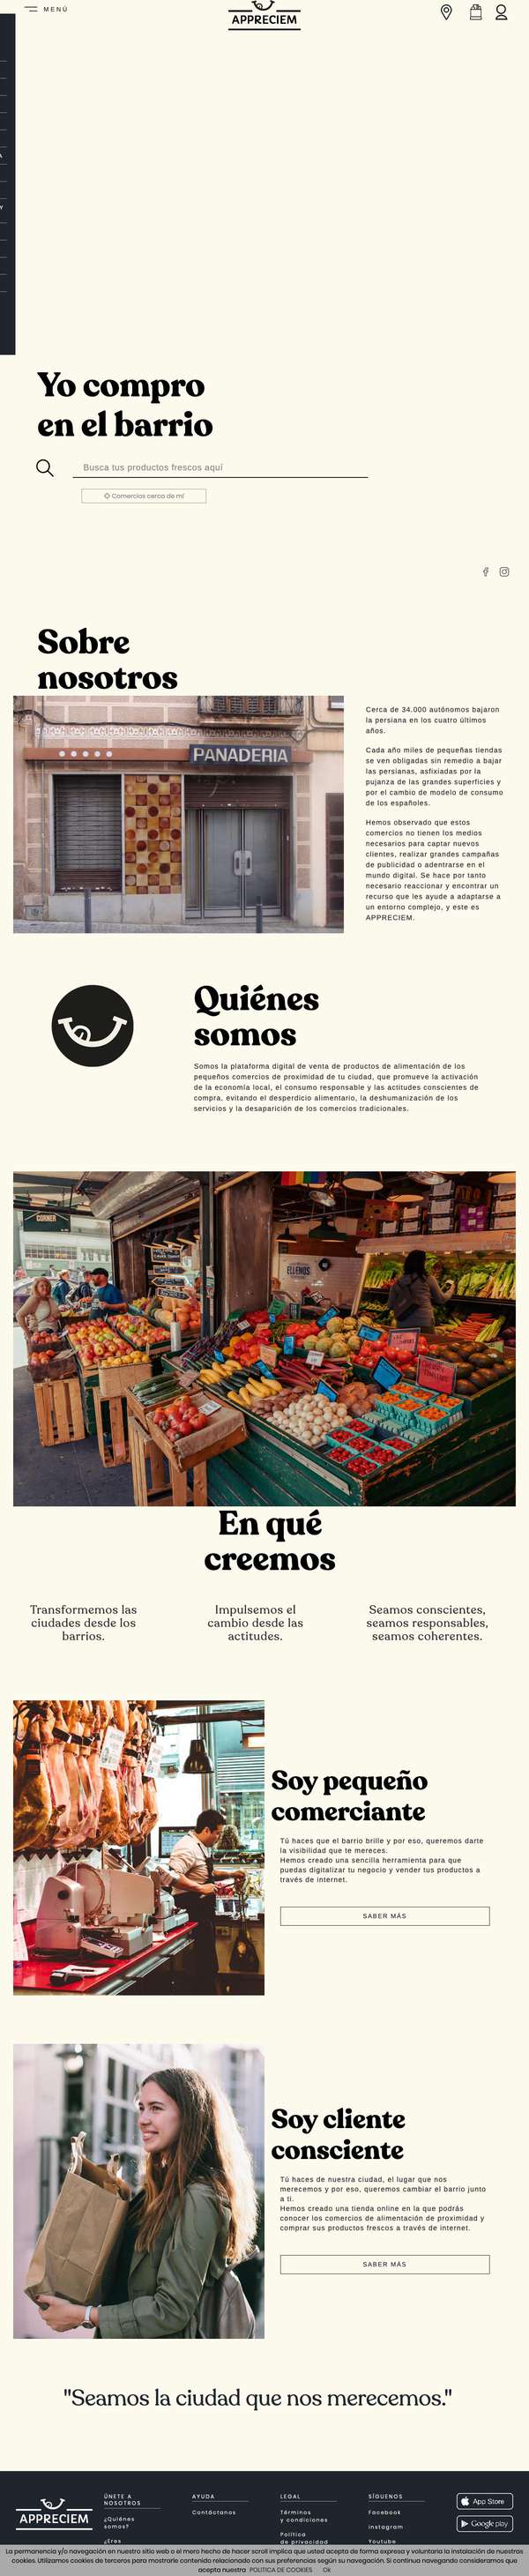 MENÚ
APPRECIEM
A
Y
Yo compro
en el barrio
Busca tus productos frescos aquí
Comercios cerca de mí
Sobre
nosotros
PANADERIA
Cerca de 34.000 autónomos bajaron
la persiana en los cuatro últimos
años.
Cada año miles de pequeñas tiendas
se ven obligadas sin remedio a bajar
las persianas, asfixiadas por la
pujanza de las grandes superficies y
por el cambio de modelo de consumo
de los españoles.
Hemos observado que estos
comercios no tienen los medios
necesarios para captar nuevos
clientes, realizar grandes campañas
de publicidad o adentrarse en el
mundo digital. Se hace por tanto
necesario reaccionar y encontrar un
recurso que les ayude a adaptarse a
un entorno complejo, y este es
APPRECIEM.
Quiénes
somos
Somos la plataforma digital de venta de productos de alimentación de los
pequeños comercios de proximidad de tu ciudad, que promueve la activación
de la economía local, el consumo responsable y las actitudes conscientes de
compra, evitando el desperdicio alimentario, la deshumanización de los
servicios y la desaparición de los comercios tradicionales.
CORNER
ELLENOS
En qué
creemos
Transformemos las
ciudades desde los
barrios.
Impulsemos el
cambio desde las
actitudes.
Seamos conscientes,
seamos responsables,
seamos coherentes.
Soy pequeño
comerciante
Tú haces que el barrio brille y por eso, queremos darte
la visibilidad que te mereces.
Hemos creado una sencilla herramienta para que
puedas digitalizar tu negocio y vender tus productos a
través de internet.
SABER MÁS
Soy cliente
consciente
Tú haces de nuestra ciudad, el lugar que nos
merecemos y por eso, queremos cambiar el barrio junto
a ti.
Hemos creado una tienda online en la que podrás
conocer los comercios de alimentación de proximidad y
comprar sus productos frescos a través de internet.
SABER MÁS
"Seamos la ciudad que nos merecemos."
APPRECIEM
ÚNETE A
NOSOTROS
¿Quiénes
somos?
¿Eres
AYUDA
Contáctanos
LEGAL
Términos
y condiciones
Política
de privacidad
SÍGUENOS
Facebook
Instagram
Youtube
App Store
Google play
La permanencia y/o navegación en nuestro sitio web o el mero hecho de hacer scroll implica que usted acepta de forma expresa y voluntaria la instalación de nuestras
cookies. Utilizamos cookies de terceros para mostrarle contenido relacionado con sus preferencias según su navegación. Si continua navegando consideramos que
acepta nuestra POLITICA DE COOKIES Ok